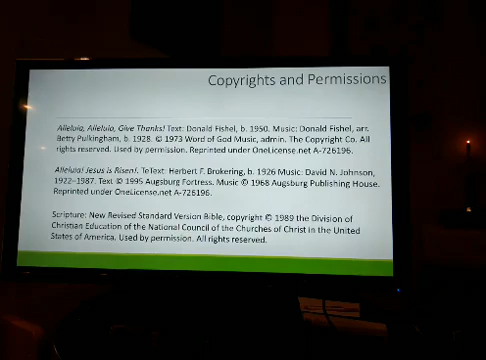 Copyrights and Permissions
Alleluia, Alleluia, Give Thanks! Text: Donald Fishel, b. 1950. Music: Donald Fishel, arr.
Betty Pulkingham, b. 1928. © 1973 Word of God Music, admin. The Copyright Co. All
rights reserved. Used by permission. Reprinted under OneLicense.net A-726196.
Alleluia! Jesus is Risen!. ToText: Herbert F. Brokering, b. 1926 Music: David N. Johnson,
1922–1987. Text © 1995 Augsburg Fortress. Music © 1968 Augsburg Publishing House.
Reprinted under OneLicense.net A-726196.
Scripture: New Revised Standard Version Bible, copyright © 1989 the Division of
Christian Education of the National Council of the Churches of Christ in the United
States of America. Used by permission. All rights reserved.